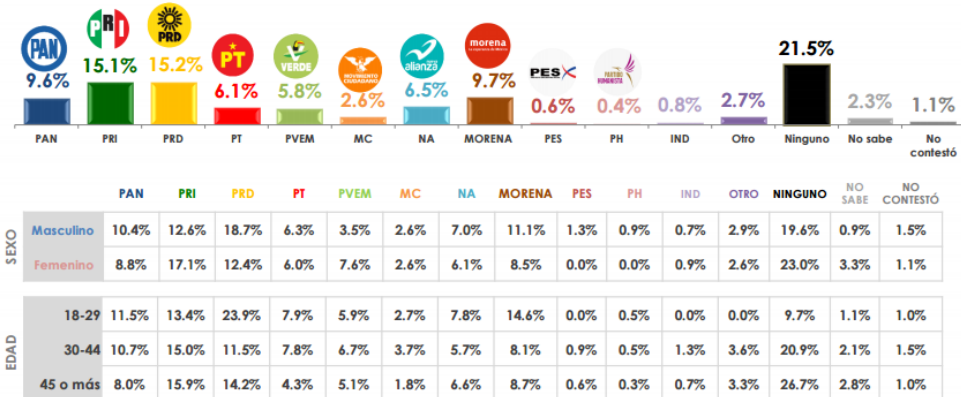 PAN PRI PRD PT VERDE MOVIMIENTO CIUDADANO alianza morena La esperanza de México PES PARTIDO HUMANISTA
9.6% 15.1% 15.2% 6.1% 5.8% 2.6% 6.5% 9.7% 0.6% 0.4% 0.8% 2.7% 21.5% 2.3% 1.1%
PAN PRI PRD PT PVEM MC NA MORENA PES PH IND Otro Ninguno No sabe No contestó
PAN PRI PRD PT PVEM MC NA MORENA PES PH IND OTRO NINGUNO NO SABE NO CONTESTÓ
SEXO
Masculino 10.4% 12.6% 18.7% 6.3% 3.5% 2.6% 7.0% 11.1% 1.3% 0.9% 0.7% 2.9% 19.6% 0.9% 1.5%
Femenino 8.8% 17.1% 12.4% 6.0% 7.6% 2.6% 6.1% 8.5% 0.0% 0.0% 0.9% 2.6% 23.0% 3.3% 1.1%
EDAD
18-29 11.5% 13.4% 23.9% 7.9% 5.9% 2.7% 7.8% 14.6% 0.0% 0.5% 0.0% 0.0% 9.7% 1.1% 1.0%
30-44 10.7% 15.0% 11.5% 7.8% 6.7% 3.7% 5.7% 8.1% 0.9% 0.5% 1.3% 3.6% 20.9% 2.1% 1.5%
45 o más 8.0% 15.9% 14.2% 4.3% 5.1% 1.8% 6.6% 8.7% 0.6% 0.3% 0.7% 3.3% 26.7% 2.8% 1.0%